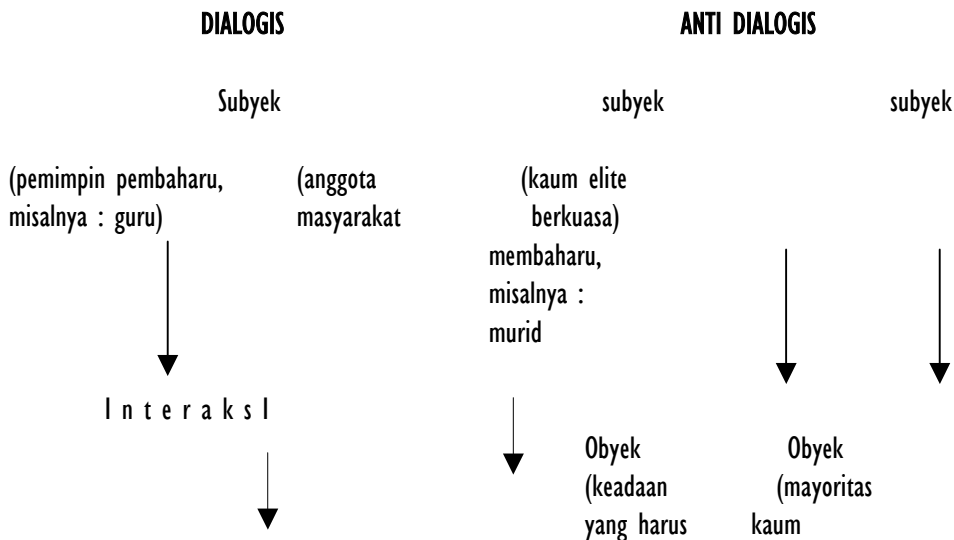 DIALOGIS ANTI DIALOGIS
Subyek subyek subyek
(pemimpin pembaharu, (anggota (kaum elite
misalnya : guru) masyarakat berkuasa)
membaharu,
misalnya :
murid
I n t e r a k s I
Obyek Obyek
(keadaan (mayoritas
yang harus kaum